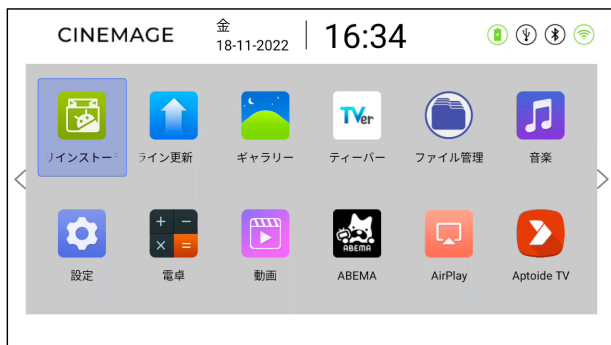 CINEMAGE
金
18-11-2022
16:34
TVer
インストー
ライン更新
ギャラリー
ティーバー
ファイル管理
音楽
ABEMA
設定
電卓
動画
ABEMA
AirPlay
Aptoide TV